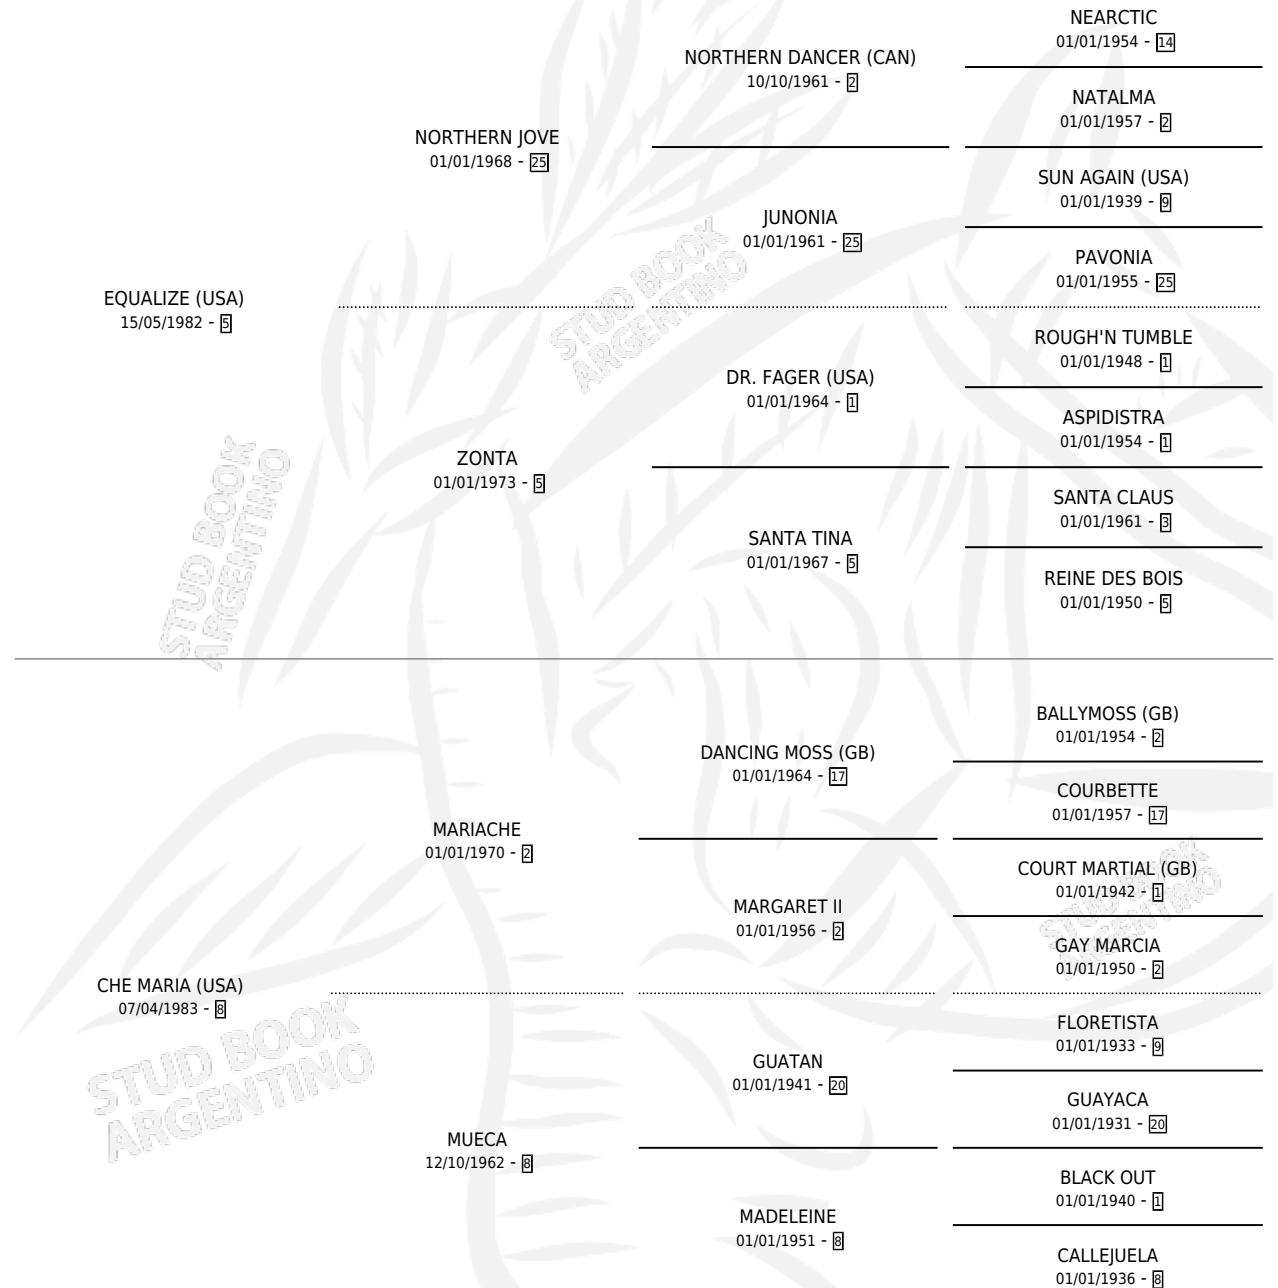 NEARCTIC
01/01/1954 - 14
NORTHERN DANCER (CAN)
10/10/1961 - 2
NATALMA
01/01/1957 - 2
NORTHERN JOVE
01/01/1968 - 25
SUN AGAIN (USA)
01/01/1939 - 9
JUNONIA
01/01/1961 - 25
PAVONIA
01/01/1955 - 25
EQUALIZE (USA)
15/05/1982 - 5
ROUGH'N TUMBLE
01/01/1948 - 1
DR. FAGER (USA)
01/01/1964 - 1
ASPIDISTRA
01/01/1954 - 1
ZONTA
01/01/1973 - 5
SANTA CLAUS
01/01/1961 - 3
SANTA TINA
01/01/1967 - 5
REINE DES BOIS
01/01/1950 - 5
BALLYMOSS (GB)
01/01/1954 - 2
DANCING MOSS (GB)
01/01/1964 - 17
COURBETTE
01/01/1957 - 17
MARIACHE
01/01/1970 - 2
COURT MARTIAL (GB)
01/01/1942 - 1
MARGARET II
01/01/1956 - 2
GAY MARCIA
01/01/1950 - 2
CHE MARIA (USA)
07/04/1983 - 8
FLORETISTA
01/01/1933 - 9
GUATAN
01/01/1941 - 20
GUAYACA
01/01/1931 - 20
MUECA
12/10/1962 - 8
BLACK OUT
01/01/1940 - 1
MADELEINE
01/01/1951 - 8
CALLEJUELA
01/01/1936 - 8
STUD BOOK
ARGENTINO
STUD BOOK
ARGENTINO
STUD BOOK
ARGENTINO
STUD BOOK
ARGENTINO